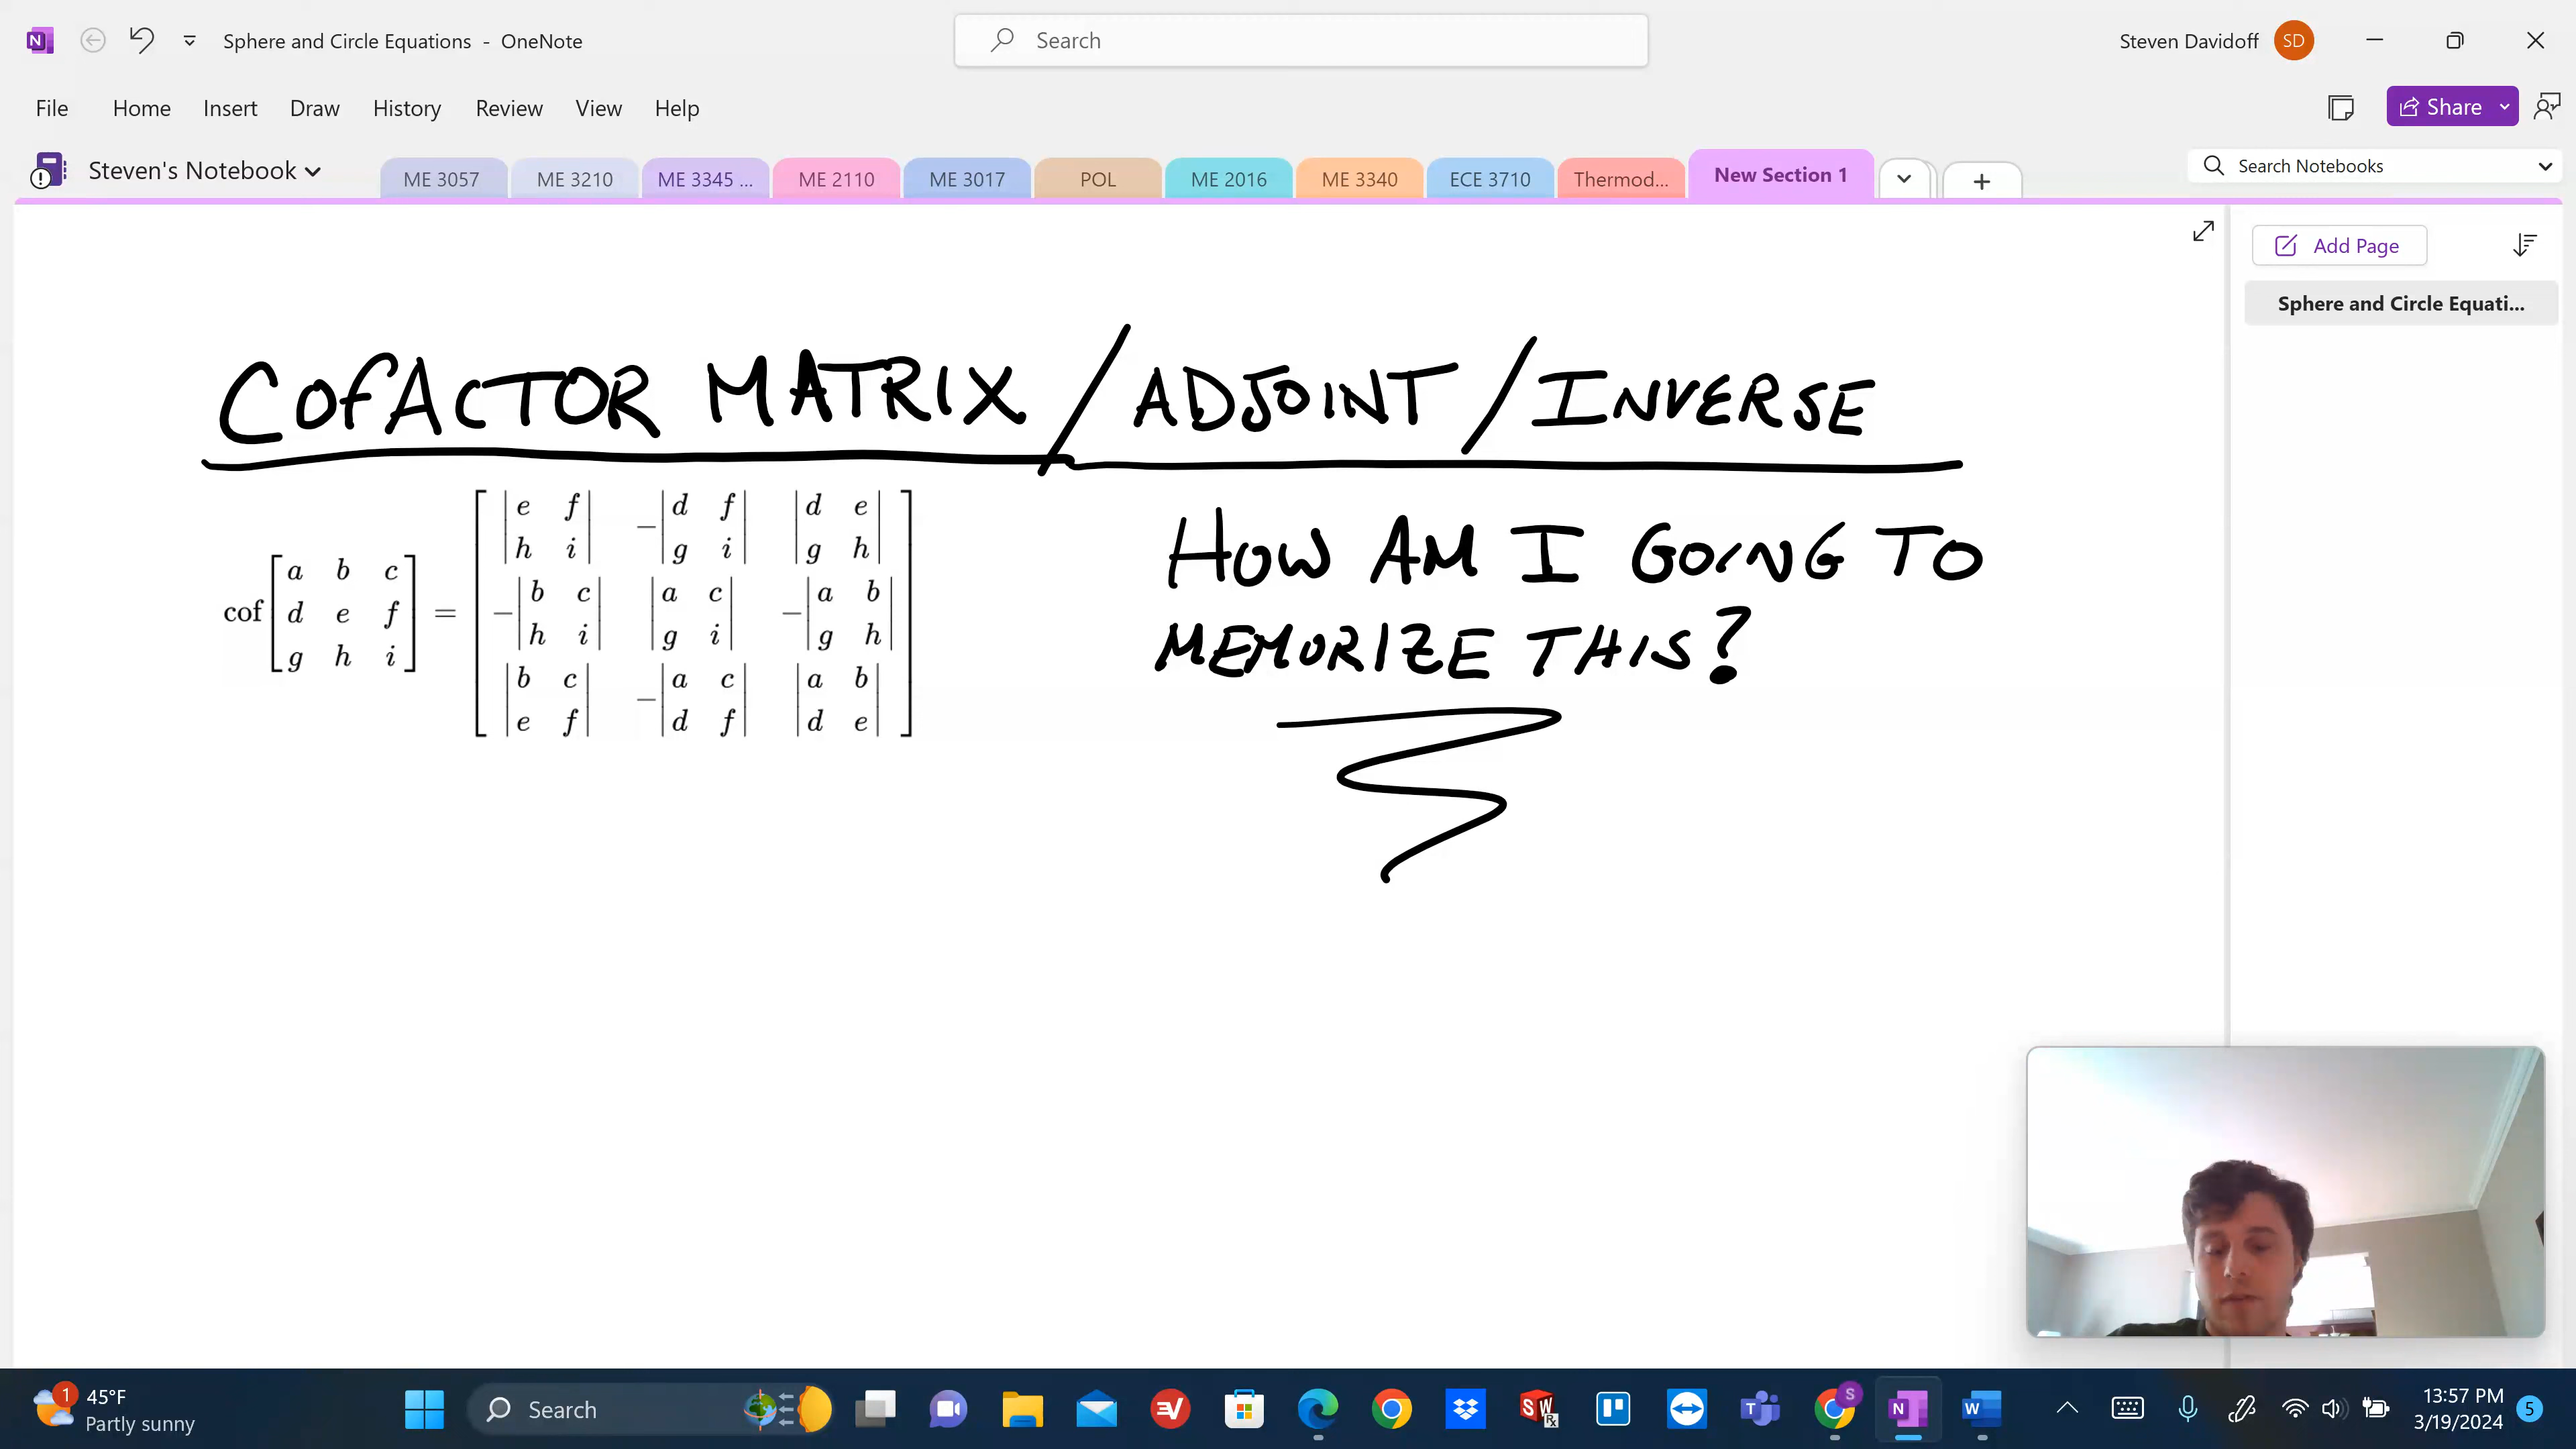 Sphere and Circle Equations - OneNote
Search
Steven Davidoff SD
File Home Insert Draw History Review View Help
Share
Steven's Notebook
ME 3057 ME 3210 ME 3345 ... ME 2110 ME 3017 POL ME 2016 ME 3340 ECE 3710 Thermod... New Section 1
Search Notebooks
Add Page
Sphere and Circle Equati...
COFACTOR MATRIX / ADJOINT / INVERSE
cof [a b c; d e f; g h i] = [|e f; h i| -|d f; g i| |d e; g h|; -|b c; h i| |a c; g i| -|a b; g h|; |b c; e f| -|a c; d f| |a b; d e|]
HOW AM I GOING TO
MEMORIZE THIS?
1
45°F
Partly sunny
Search
13:57 PM
3/19/2024
5